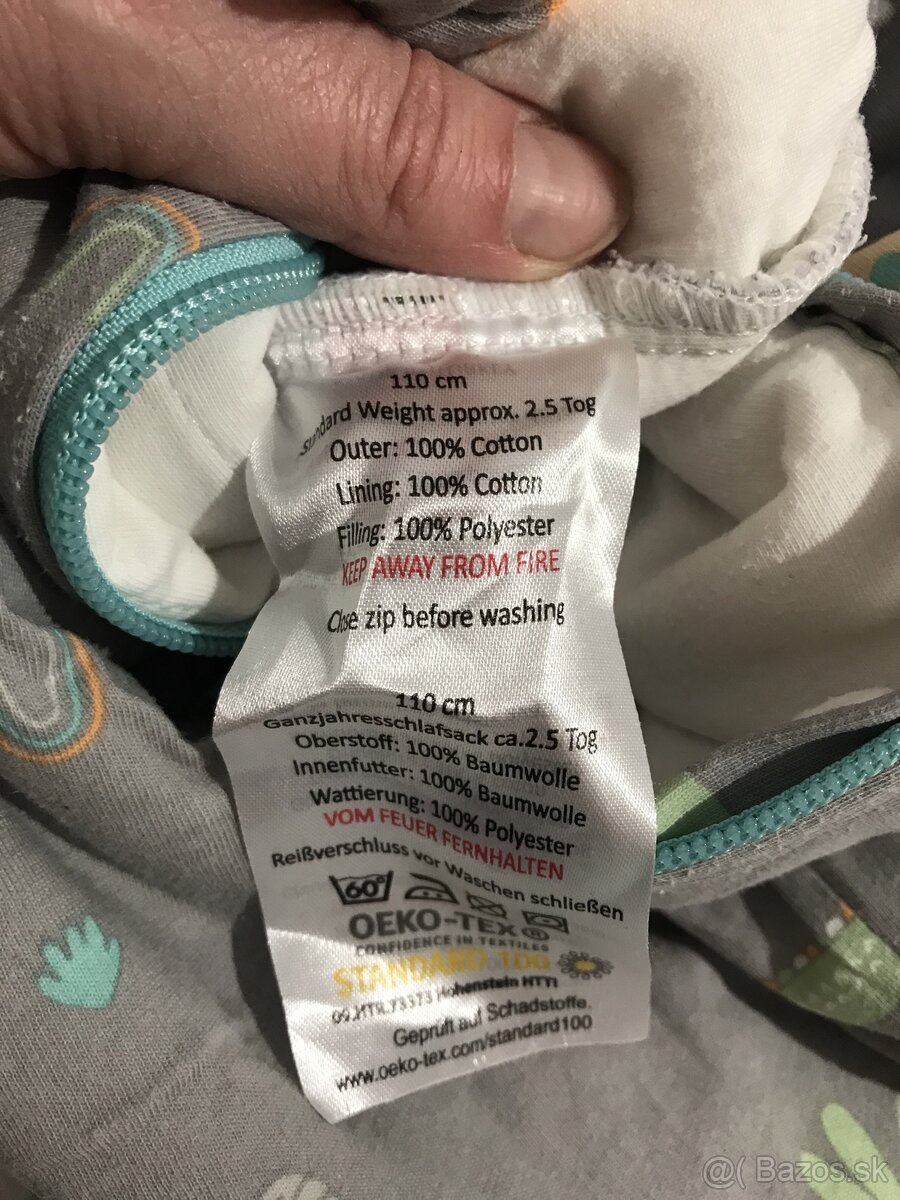 110 cm
Standard Weight approx. 2.5 Tog
Outer: 100% Cotton
Lining: 100% Cotton
Filling: 100% Polyester
KEEP AWAY FROM FIRE
Close zip before washing
110 cm
Ganzjahresschlafsack ca.2.5 Tog
Oberstoff: 100% Baumwolle
Innenfutter: 100% Baumwolle
Wattierung: 100% Polyester
VOM FEUER FERNHALTEN
Reißverschluss vor Waschen schließen
60°
OEKO-TEX®
CONFIDENCE IN TEXTILES
STANDARD 100
09.HTR.73373 Hohenstein HTTI
Geprüft auf Schadstoffe.
www.oeko-tex.com/standard100
@( Bazos.sk